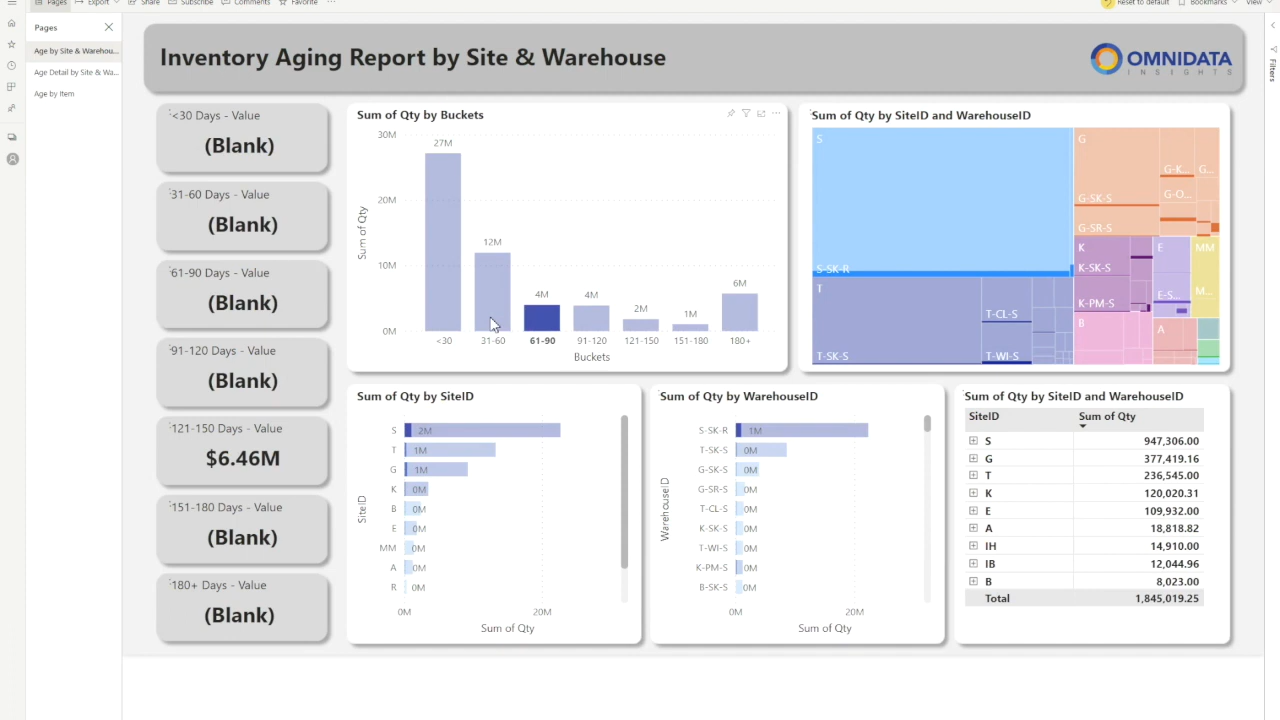 Pages
Export
Share
Subscribe
Comments
Favorite
Reset to default
Bookmarks
View
Pages
Age by Site & Warehou...
Age Detail by Site & Wa...
Age by Item
Filters
Inventory Aging Report by Site & Warehouse
OMNIDATA
INSIGHTS
<30 Days - Value
(Blank)
31-60 Days - Value
(Blank)
61-90 Days - Value
(Blank)
91-120 Days - Value
(Blank)
121-150 Days - Value
$6.46M
151-180 Days - Value
(Blank)
180+ Days - Value
(Blank)
Sum of Qty by Buckets
Sum of Qty
30M
20M
10M
0M
27M
12M
4M
4M
2M
1M
6M
<30
31-60
61-90
91-120
121-150
151-180
180+
Buckets
Sum of Qty by SiteID and WarehouseID
S
S-SK-R
T
T-SK-S
T-CL-S
T-WI-S
G
G-SK-S
G-SR-S
G-K...
G...
G-O...
K
K-SK-S
K-PM-S
B
E
E-S...
MM
M...
A
Sum of Qty by SiteID
SiteID
S 2M
T 1M
G 1M
K 0M
B 0M
E 0M
MM 0M
A 0M
R 0M
0M 20M
Sum of Qty
Sum of Qty by WarehouseID
WarehouseID
S-SK-R 1M
T-SK-S 0M
G-SK-S 0M
G-SR-S 0M
T-CL-S 0M
K-SK-S 0M
T-WI-S 0M
K-PM-S 0M
B-SK-S 0M
0M 20M
Sum of Qty
Sum of Qty by SiteID and WarehouseID
SiteID Sum of Qty
S 947,306.00
G 377,419.16
T 236,545.00
K 120,020.31
E 109,932.00
A 18,818.82
IH 14,910.00
IB 12,044.96
B 8,023.00
Total 1,845,019.25